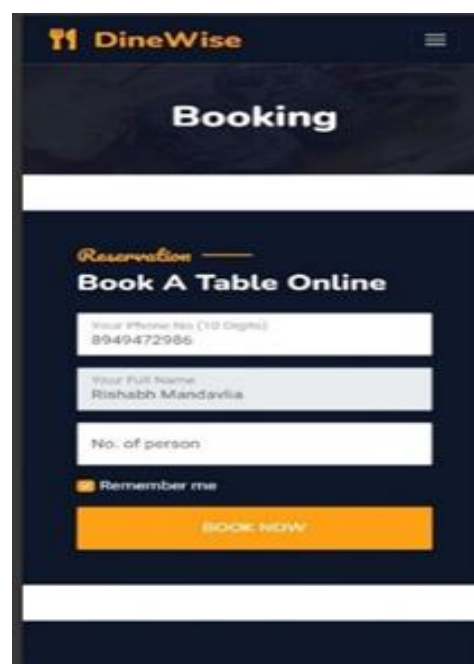 DineWise
Booking
Reservation
Book A Table Online
Your Phone No (10 Digits)
8949472986
Your Full Name
Rishabh Mandavlia
No. of person
Remember me
BOOK NOW